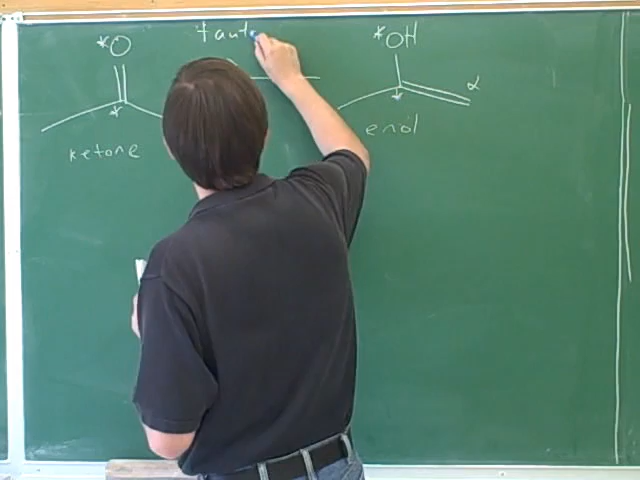 *O
taut
*OH
*
*
α
ketone
enol